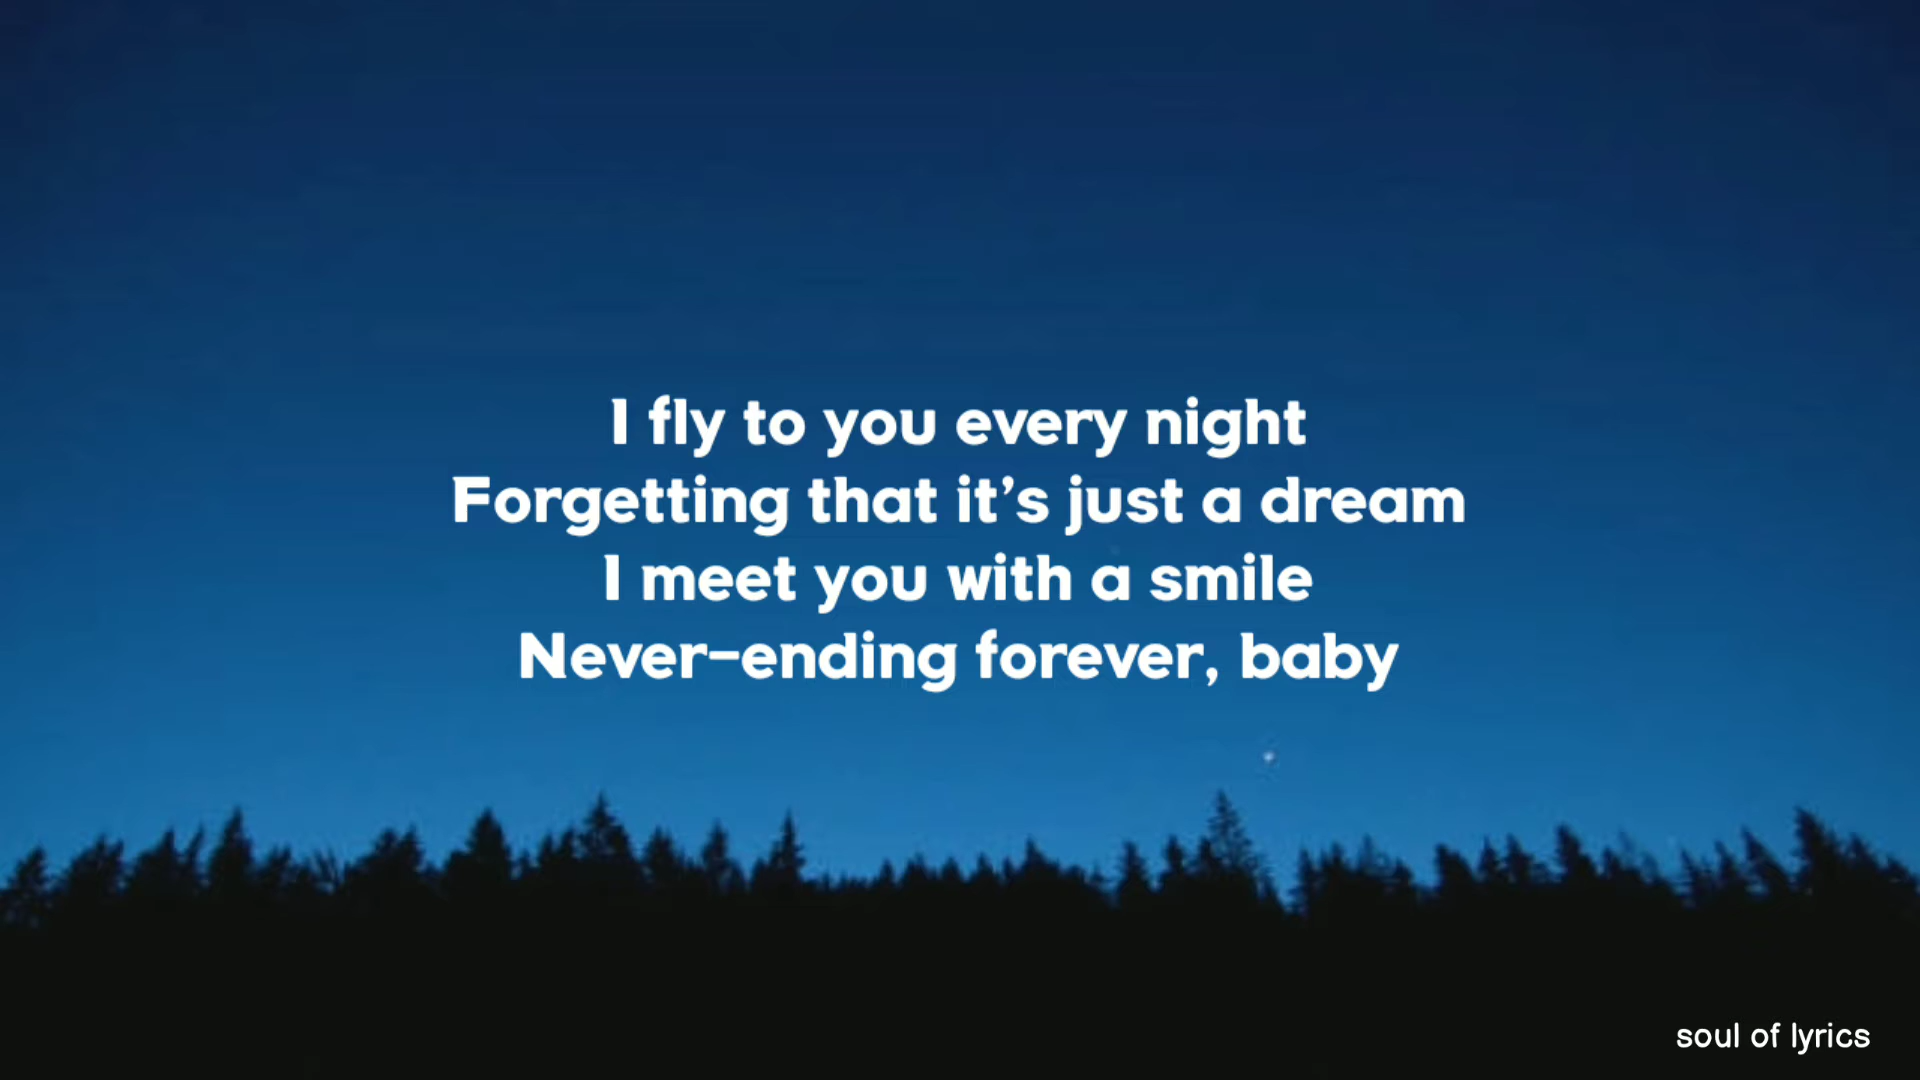 I fly to you every night
Forgetting that it's just a dream
I meet you with a smile
Never-ending forever, baby
soul of lyrics